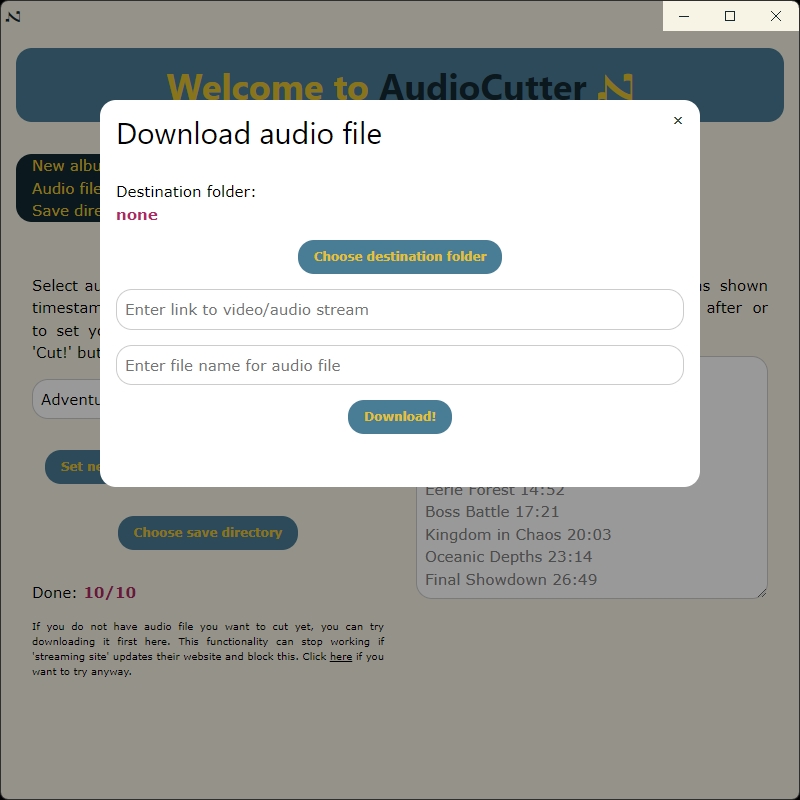 Welcome to AudioCutter
Download audio file
×
Destination folder:
none
Choose destination folder
Enter link to video/audio stream
Enter file name for audio file
Download!
New albu
Audio file
Save dire
Select au
timestam
to set yo
'Cut!' but
shown
after or
Adventu
Set ne
Choose save directory
Done: 10/10
If you do not have audio file you want to cut yet, you can try
downloading it first here. This functionality can stop working if
'streaming site' updates their website and block this. Click here if you
want to try anyway.
Eerie Forest 14:52
Boss Battle 17:21
Kingdom in Chaos 20:03
Oceanic Depths 23:14
Final Showdown 26:49